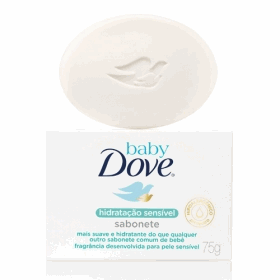 baby
Dove
hidratação sensível
sabonete
mais suave e hidratante do que qualquer
outro sabonete comum de bebê
fragrância desenvolvida para pele sensível
75g